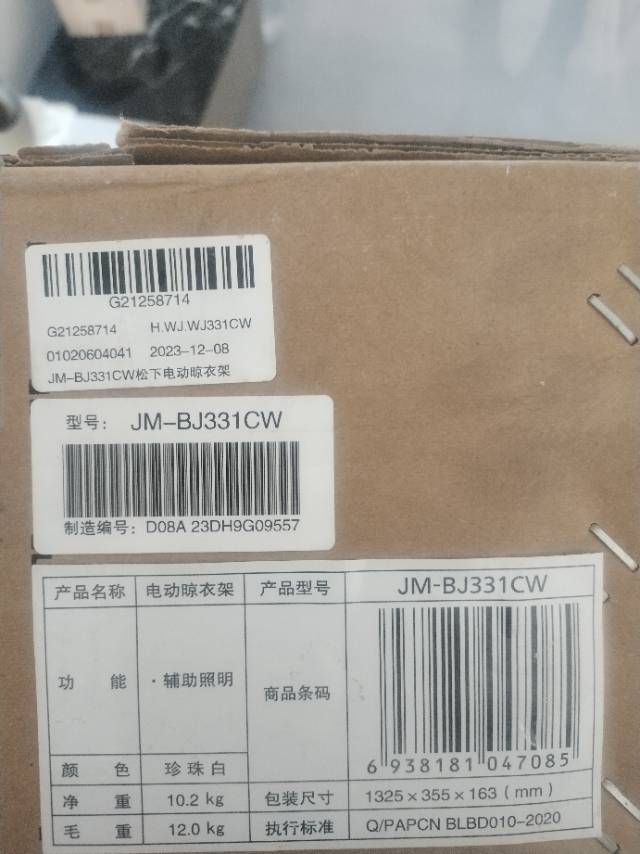 G21258714
G21258714 H.WJ.WJ331CW
01020604041 2023-12-08
JM-BJ331CW松下电动晾衣架
型号: JM-BJ331CW
制造编号: D08A 23DH9G09557
产品名称 电动晾衣架 产品型号 JM-BJ331CW
功 能 ·辅助照明 商品条码
6 938181 047085
颜 色 珍珠白
净 重 10.2 kg 包装尺寸 1325×355×163(mm)
毛 重 12.0 kg 执行标准 Q/PAPCN BLBD010-2020